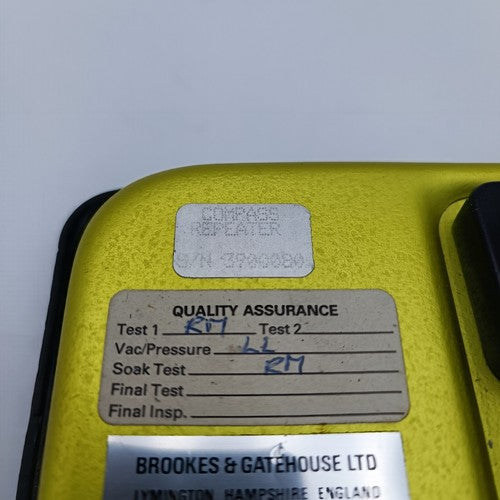 COMPASS
REPEATER
S/N 3900080
QUALITY ASSURANCE
Test 1 RM Test 2
Vac/Pressure LL
Soak Test RM
Final Test
Final Insp.
BROOKES & GATEHOUSE LTD
LYMINGTON HAMPSHIRE ENGLAND